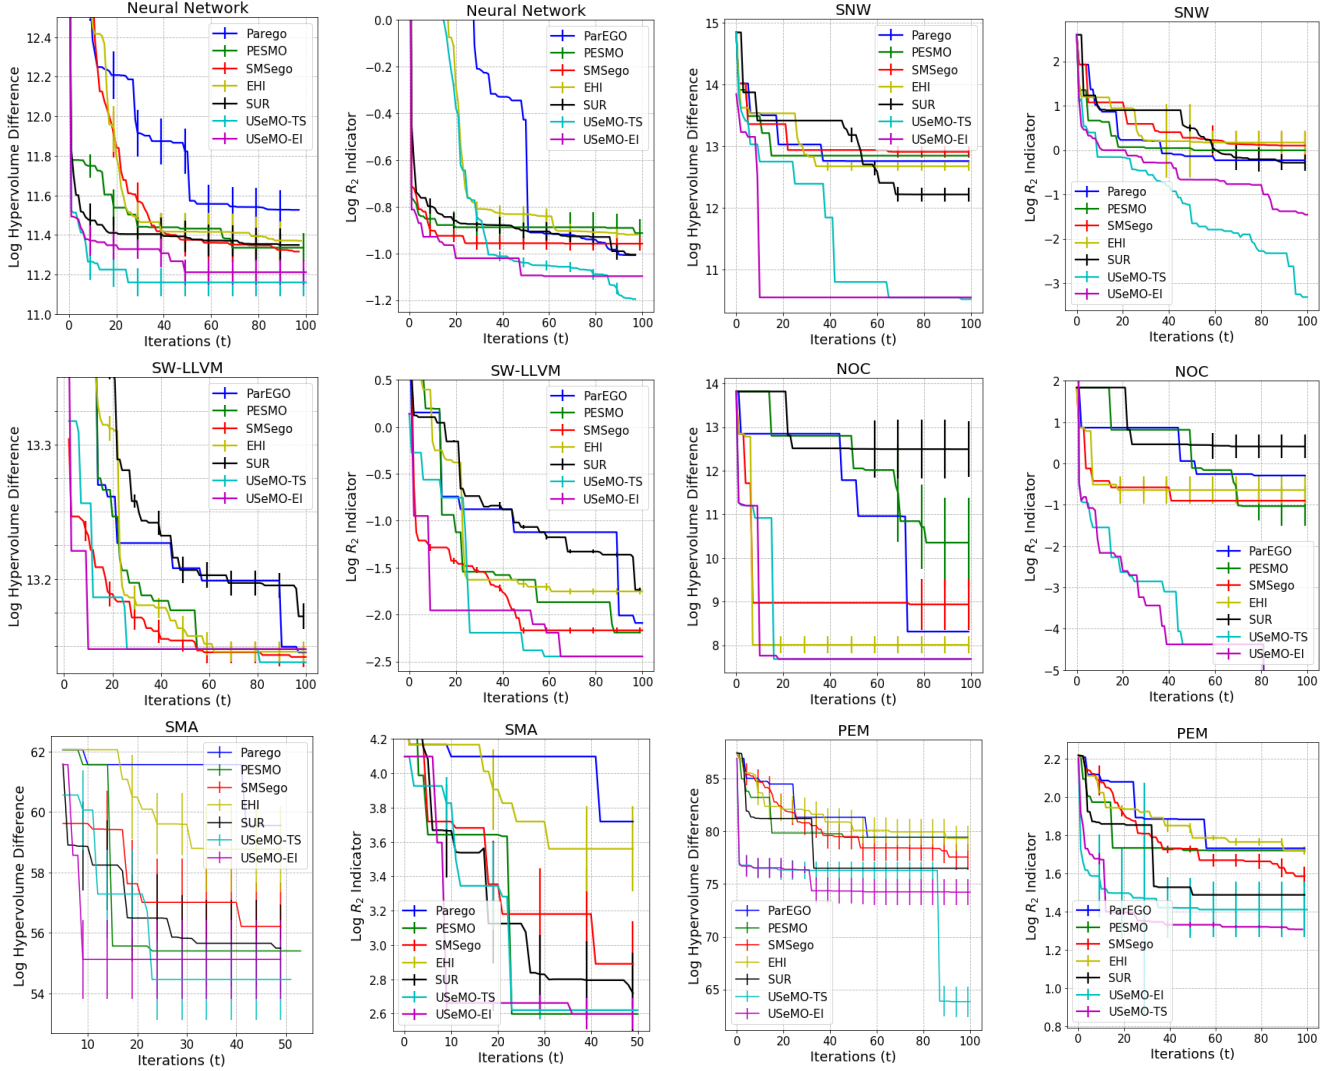 Neural Network
Log Hypervolume Difference
12.4
12.2
12.0
11.8
11.6
11.4
11.2
11.0
0
20
40
60
80
100
Iterations (t)
Parego
PESMO
SMSego
EHI
SUR
USeMO-TS
USeMO-EI
Neural Network
Log R2 Indicator
0.0
−0.2
−0.4
−0.6
−0.8
−1.0
−1.2
0
20
40
60
80
100
Iterations (t)
ParEGO
PESMO
SMSego
EHI
SUR
USeMO-TS
USeMO-EI
SNW
Log Hypervolume Difference
15
14
13
12
11
0
20
40
60
80
100
Iterations (t)
Parego
PESMO
SMSego
EHI
SUR
USeMO-TS
USeMO-EI
SNW
Log R2 Indicator
2
1
0
−1
−2
−3
0
20
40
60
80
100
Iterations (t)
Parego
PESMO
SMSego
EHI
SUR
USeMO-TS
USeMO-EI
SW-LLVM
Log Hypervolume Difference
13.3
13.2
0
20
40
60
80
100
Iterations (t)
ParEGO
PESMO
SMSego
EHI
SUR
USeMO-TS
USeMO-EI
SW-LLVM
Log R2 Indicator
0.5
0.0
−0.5
−1.0
−1.5
−2.0
−2.5
0
20
40
60
80
100
Iterations (t)
ParEGO
PESMO
SMSego
EHI
SUR
USeMO-TS
USeMO-EI
NOC
Log Hypervolume Difference
14
13
12
11
10
9
8
0
20
40
60
80
100
Iterations (t)
ParEGO
PESMO
SMSego
EHI
SUR
USeMO-TS
USeMO-EI
NOC
Log R2 Indicator
2
1
0
−1
−2
−3
−4
−5
0
20
40
60
80
100
Iterations (t)
ParEGO
PESMO
SMSego
EHI
SUR
USeMO-TS
USeMO-EI
SMA
Log Hypervolume Difference
62
60
58
56
54
10
20
30
40
50
Iterations (t)
Parego
PESMO
SMSego
EHI
SUR
USeMO-TS
USeMO-EI
SMA
Log R2 Indicator
4.2
4.0
3.8
3.6
3.4
3.2
3.0
2.8
2.6
0
10
20
30
40
50
Iterations (t)
Parego
PESMO
SMSego
EHI
SUR
USeMO-TS
USeMO-EI
PEM
Log Hypervolume Difference
85
80
75
70
65
0
20
40
60
80
100
Iterations (t)
ParEGO
PESMO
SMSego
EHI
SUR
USeMO-TS
USeMO-EI
PEM
Log R2 Indicator
2.2
2.0
1.8
1.6
1.4
1.2
1.0
0.8
0
20
40
60
80
100
Iterations (t)
ParEGO
PESMO
SMSego
EHI
SUR
USeMO-EI
USeMO-TS